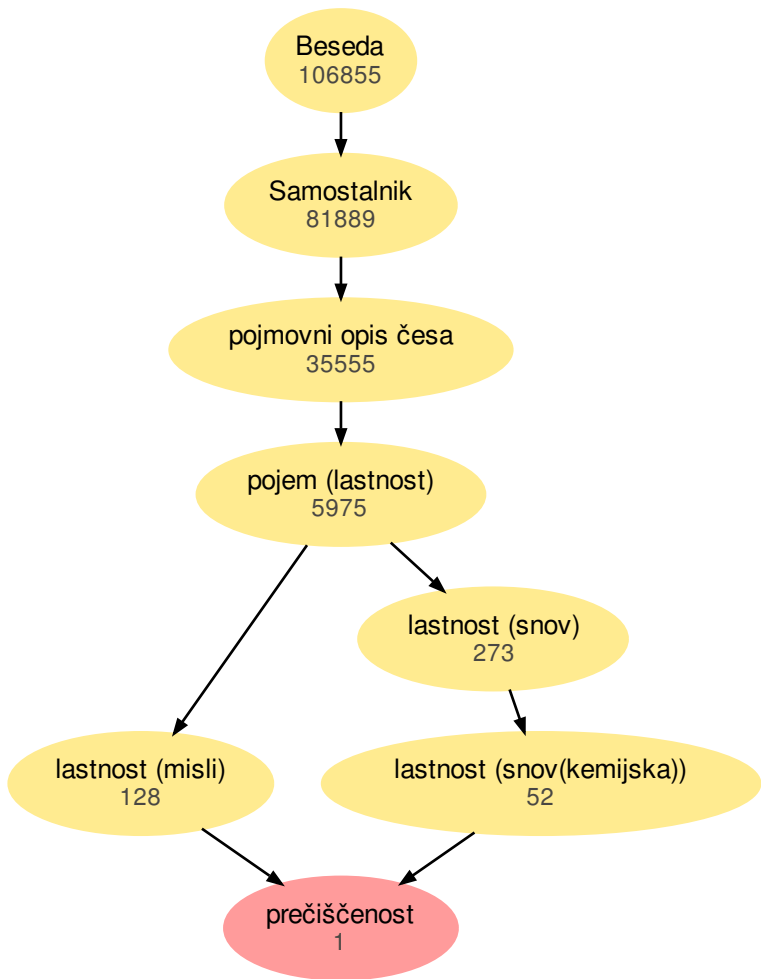 Beseda
106855
Samostalnik
81889
pojmovni opis česa
35555
pojem (lastnost)
5975
lastnost (snov)
273
lastnost (misli)
128
lastnost (snov(kemijska))
52
prečiščenost
1